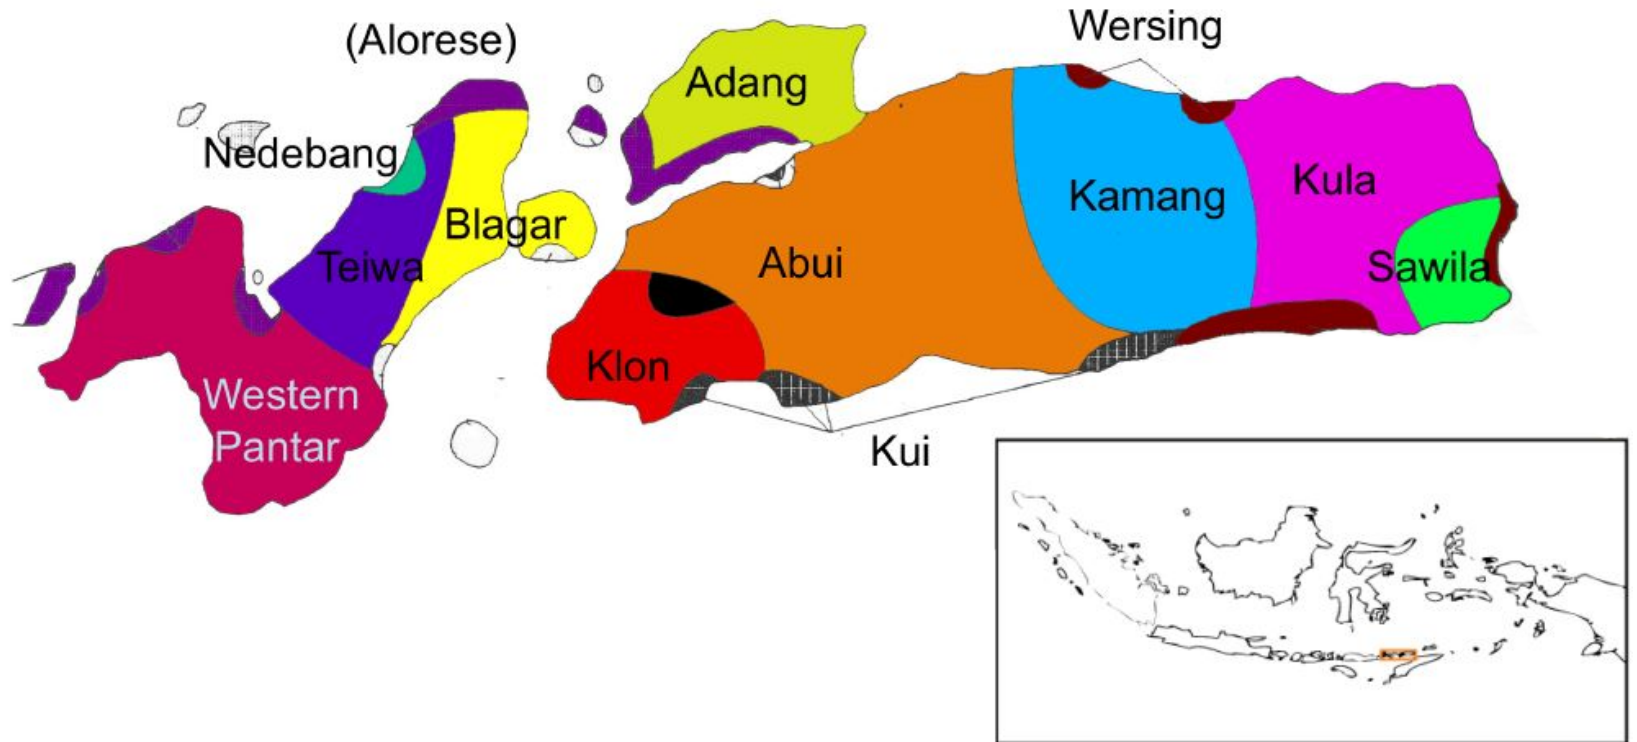 (Alorese)
Wersing
Adang
Nedebang
Kula
Kamang
Blagar
Abui
Teiwa
Sawila
Klon
Western
Pantar
Kui